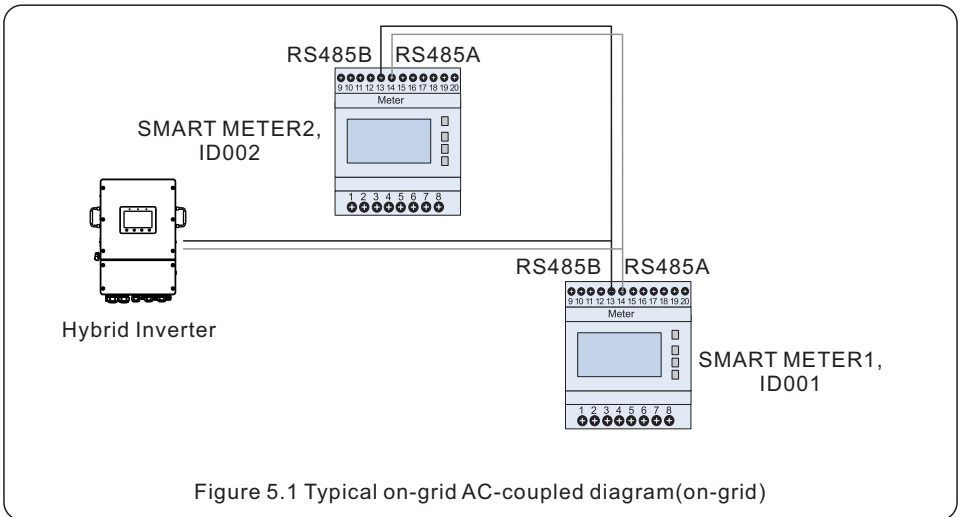 RS485B RS485A
9 10 11 12 13 14 15 16 17 18 19 20
Meter
SMART METER2,
ID002
1 2 3 4 5 6 7 8
Hybrid Inverter
RS485B RS485A
9 10 11 12 13 14 15 16 17 18 19 20
Meter
SMART METER1,
ID001
1 2 3 4 5 6 7 8
Figure 5.1 Typical on-grid AC-coupled diagram(on-grid)